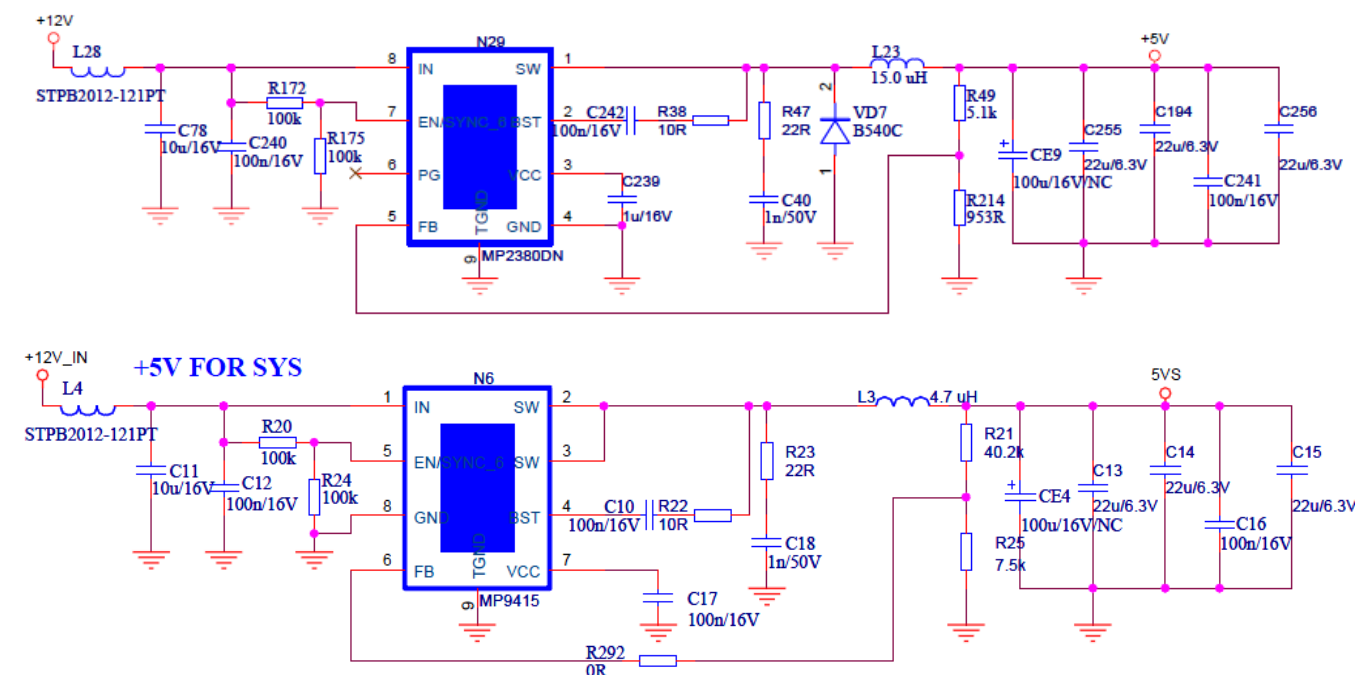 +12V
L28
STPB2012-121PT
C78
10u/16V
C240
100n/16V
R172
100k
R175
100k
N29
8
IN
SW
1
7
EN/SYNC_6
BST
2
6
PG
VCC
3
5
FB
GND
4
TGND
9
MP2380DN
C242
100n/16V
R38
10R
C239
1u/16V
R47
22R
C40
1n/50V
2
VD7
B540C
1
L23
15.0 uH
R49
5.1k
R214
953R
+5V
CE9
+
100u/16V/NC
C255
22u/6.3V
C194
22u/6.3V
C241
100n/16V
C256
22u/6.3V
+12V_IN
+5V FOR SYS
L4
STPB2012-121PT
C11
10u/16V
C12
100n/16V
R20
100k
R24
100k
N6
1
IN
SW
2
5
EN/SYNC_6
SW
3
8
GND
BST
4
6
FB
VCC
7
TGND
9
MP9415
C10
100n/16V
R22
10R
C17
100n/16V
R23
22R
C18
1n/50V
R292
0R
L3
4.7 uH
R21
40.2k
R25
7.5k
5VS
CE4
+
100u/16V/NC
C13
22u/6.3V
C14
22u/6.3V
C16
100n/16V
C15
22u/6.3V